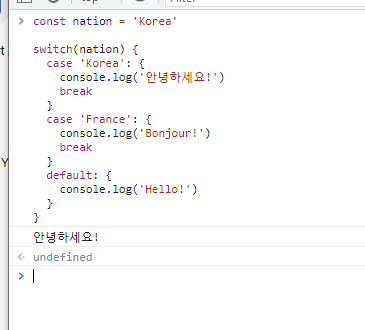 top
Filter
const nation = 'Korea'
switch(nation) {
case 'Korea': {
console.log('안녕하세요!')
break
}
case 'France': {
console.log('Bonjour!')
break
}
default: {
console.log('Hello!')
}
}
안녕하세요!
undefined
t
Y